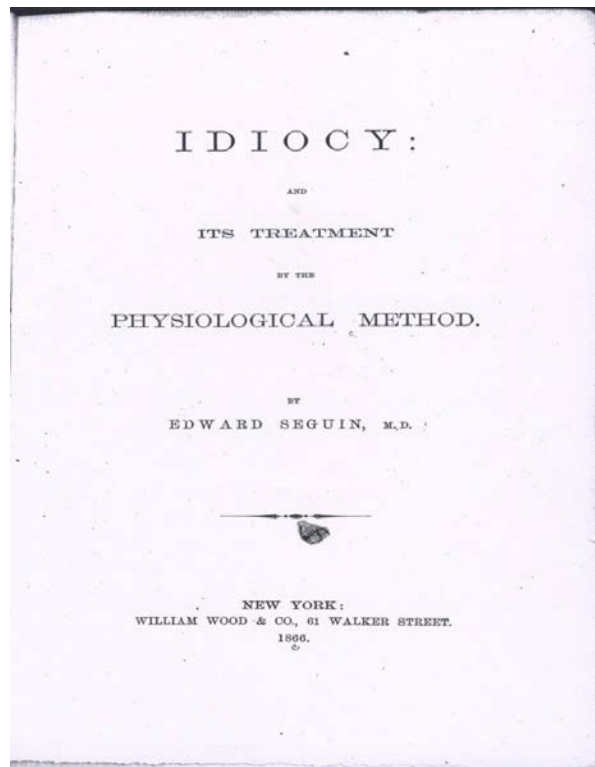 IDIOCY:
AND
ITS TREATMENT
BY THE
PHYSIOLOGICAL METHOD.
BY
EDWARD SEGUIN, M.D.
NEW YORK:
WILLIAM WOOD & CO., 61 WALKER STREET.
1866.